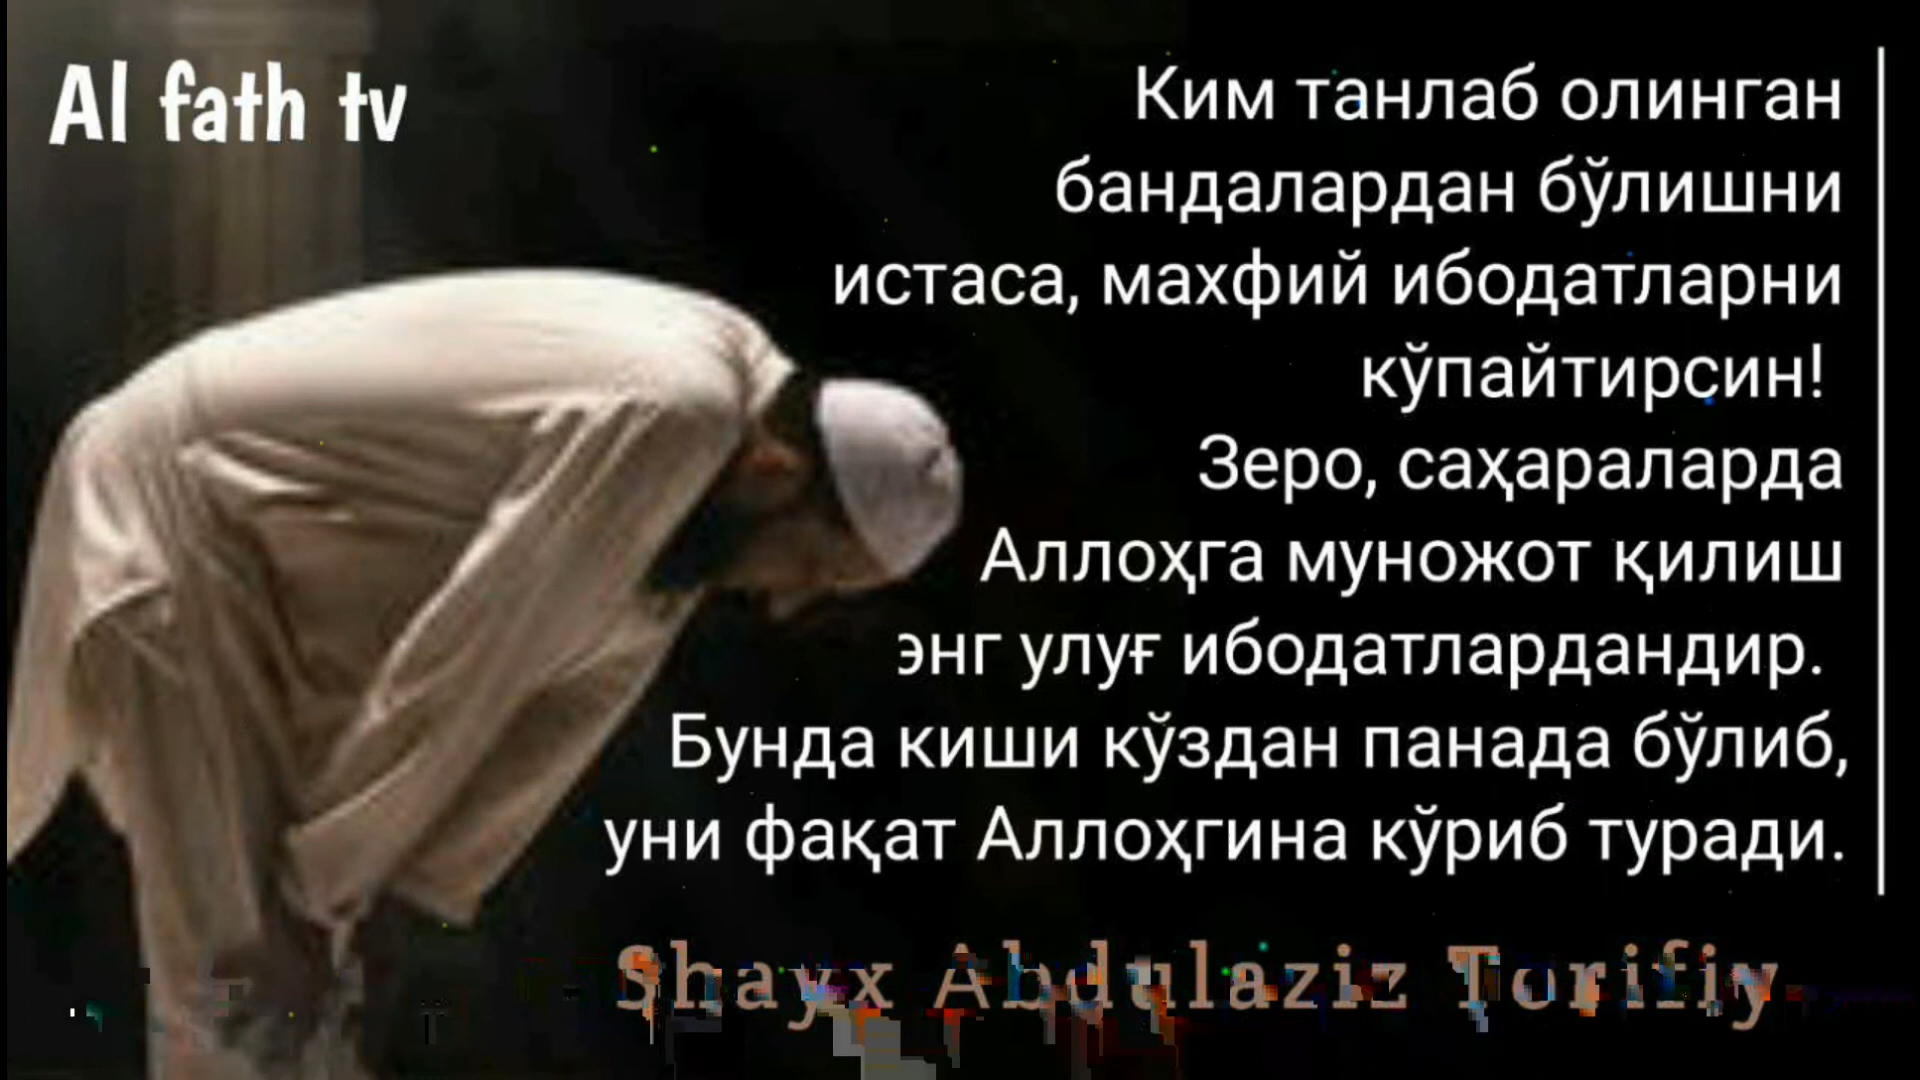 Al fath tv
Ким танлаб олинган
бандалардан бўлишни
истаса, махфий ибодатларни
кўпайтирсин!
Зеро, саҳараларда
Аллоҳга муножот қилиш
энг улуғ ибодатлардандир.
Бунда киши кўздан панада бўлиб,
уни фақат Аллоҳгина кўриб туради.
Shayx Abdulaziz Torifiy